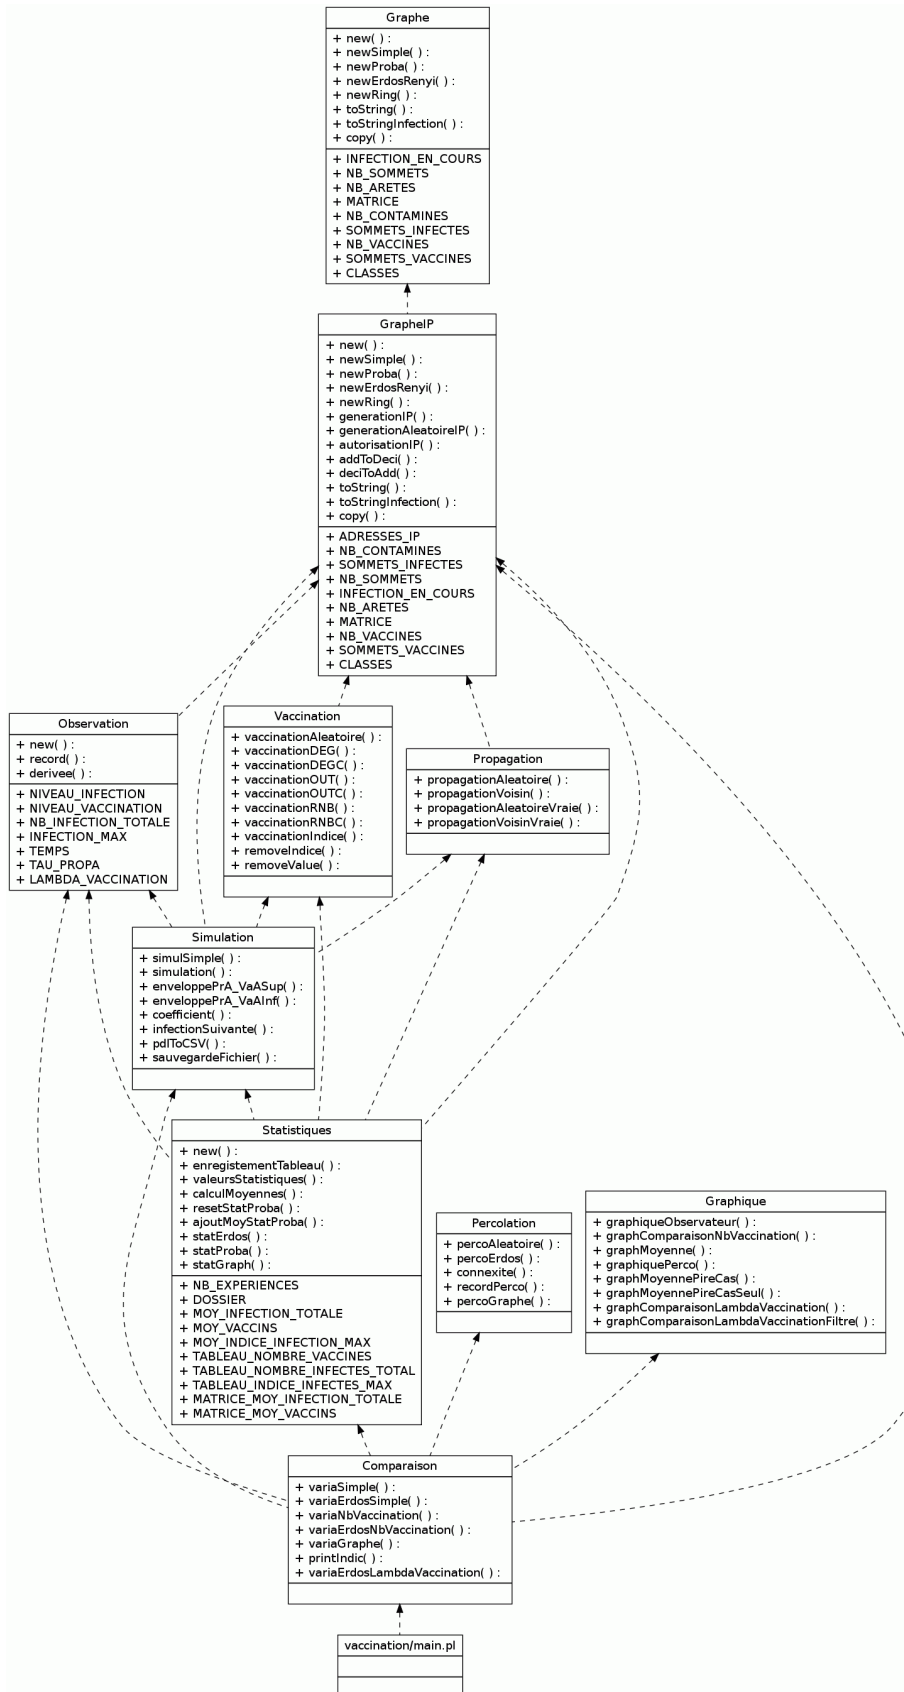 Graphe
+ new( ) :
+ newSimple( ) :
+ newProba( ) :
+ newErdosRenyi( ) :
+ newRing( ) :
+ toString( ) :
+ toStringInfection( ) :
+ copy( ) :
+ INFECTION_EN_COURS
+ NB_SOMMETS
+ NB_ARETES
+ MATRICE
+ NB_CONTAMINES
+ SOMMETS_INFECTES
+ NB_VACCINES
+ SOMMETS_VACCINES
+ CLASSES
GrapheIP
+ new( ) :
+ newSimple( ) :
+ newProba( ) :
+ newErdosRenyi( ) :
+ newRing( ) :
+ generationIP( ) :
+ generationAleatoireIP( ) :
+ autorisationIP( ) :
+ addToDeci( ) :
+ deciToAdd( ) :
+ toString( ) :
+ toStringInfection( ) :
+ copy( ) :
+ ADRESSES_IP
+ NB_CONTAMINES
+ SOMMETS_INFECTES
+ NB_SOMMETS
+ INFECTION_EN_COURS
+ NB_ARETES
+ MATRICE
+ NB_VACCINES
+ SOMMETS_VACCINES
+ CLASSES
Observation
+ new( ) :
+ record( ) :
+ derivee( ) :
+ NIVEAU_INFECTION
+ NIVEAU_VACCINATION
+ NB_INFECTION_TOTALE
+ INFECTION_MAX
+ TEMPS
+ TAU_PROPA
+ LAMBDA_VACCINATION
Vaccination
+ vaccinationAleatoire( ) :
+ vaccinationDEG( ) :
+ vaccinationDEGC( ) :
+ vaccinationOUT( ) :
+ vaccinationOUTC( ) :
+ vaccinationRNB( ) :
+ vaccinationRNBC( ) :
+ vaccinationIndice( ) :
+ removeIndice( ) :
+ removeValue( ) :
Propagation
+ propagationAleatoire( ) :
+ propagationVoisin( ) :
+ propagationAleatoireVraie( ) :
+ propagationVoisinVraie( ) :
Simulation
+ simulSimple( ) :
+ simulation( ) :
+ enveloppePrA_VaASup( ) :
+ enveloppePrA_VaAInf( ) :
+ coefficient( ) :
+ infectionSuivante( ) :
+ pdlToCSV( ) :
+ sauvegardeFichier( ) :
Statistiques
+ new( ) :
+ enregistementTableau( ) :
+ valeursStatistiques( ) :
+ calculMoyennes( ) :
+ resetStatProba( ) :
+ ajoutMoyStatProba( ) :
+ statErdos( ) :
+ statProba( ) :
+ statGraph( ) :
+ NB_EXPERIENCES
+ DOSSIER
+ MOY_INFECTION_TOTALE
+ MOY_VACCINS
+ MOY_INDICE_INFECTION_MAX
+ TABLEAU_NOMBRE_VACCINES
+ TABLEAU_NOMBRE_INFECTES_TOTAL
+ TABLEAU_INDICE_INFECTES_MAX
+ MATRICE_MOY_INFECTION_TOTALE
+ MATRICE_MOY_VACCINS
Percolation
+ percoAleatoire( ) :
+ percoErdos( ) :
+ connexite( ) :
+ recordPerco( ) :
+ percoGraphe( ) :
Graphique
+ graphiqueObservateur( ) :
+ graphComparaisonNbVaccination( ) :
+ graphMoyenne( ) :
+ graphiquePerco( ) :
+ graphMoyennePireCas( ) :
+ graphMoyennePireCasSeul( ) :
+ graphComparaisonLambdaVaccination( ) :
+ graphComparaisonLambdaVaccinationFiltre( ) :
Comparaison
+ variaSimple( ) :
+ variaErdosSimple( ) :
+ variaNbVaccination( ) :
+ variaErdosNbVaccination( ) :
+ variaGraphe( ) :
+ printIndic( ) :
+ variaErdosLambdaVaccination( ) :
vaccination/main.pl